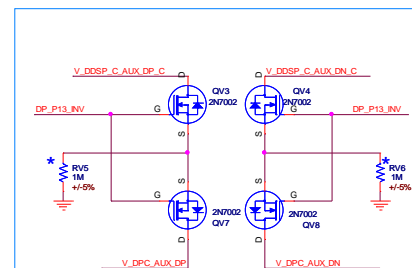 V_DDSP_C_AUX_DP_C V_DDSP_C_AUX_DN_C
D D
QV3 QV4
2N7002 2N7002
DP_P13_INV G G DP_P13_INV
S S
* *
RV5 RV6
1M 1M
+/-5% +/-5%
S S
G G
2N7002 2N7002
QV7 QV8
D D
V_DPC_AUX_DP V_DPC_AUX_DN